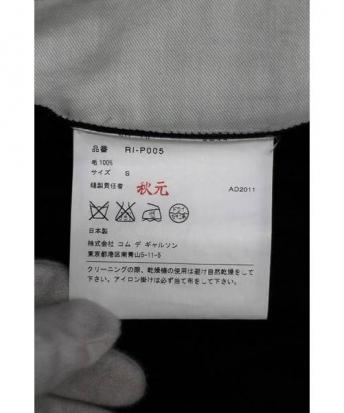 品番 RI-P005
毛100%
サイズ S
縫製責任者 秋元 AD2011
日本製
株式会社 コム デ ギャルソン
東京都港区南青山5-11-5
クリーニングの際、乾燥機の使用は避け自然乾燥をして
下さい。アイロン掛けは必ず当て布をして下さい。